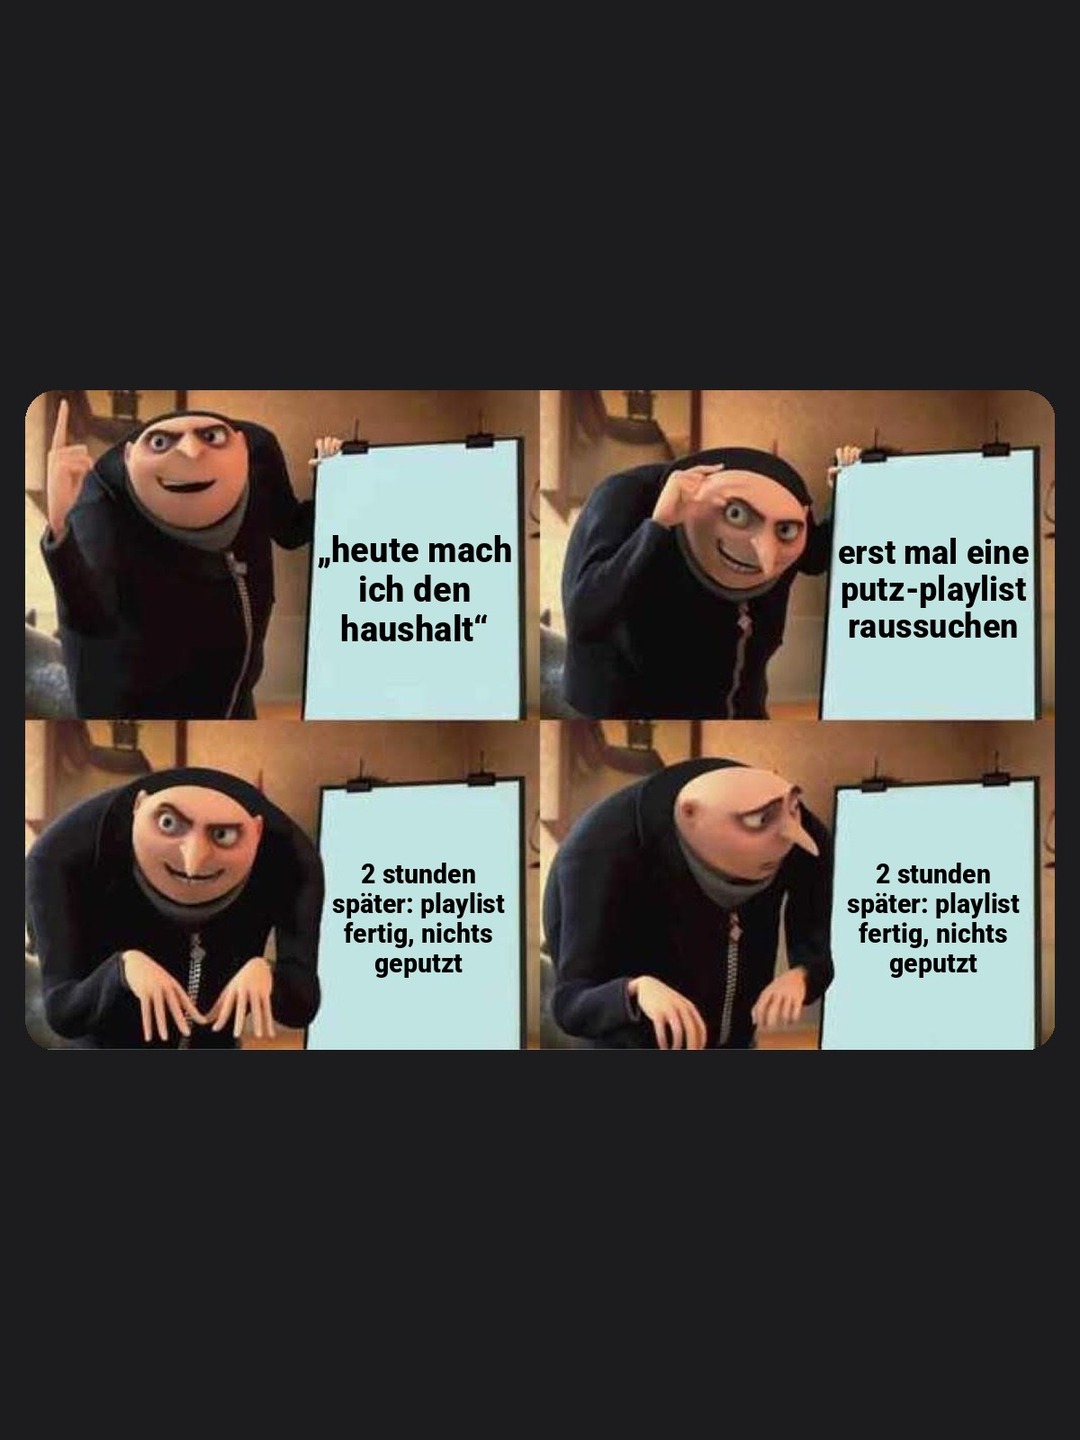 „heute mach
ich den
haushalt“
erst mal eine
putz-playlist
raussuchen
2 stunden
später: playlist
fertig, nichts
geputzt
2 stunden
später: playlist
fertig, nichts
geputzt